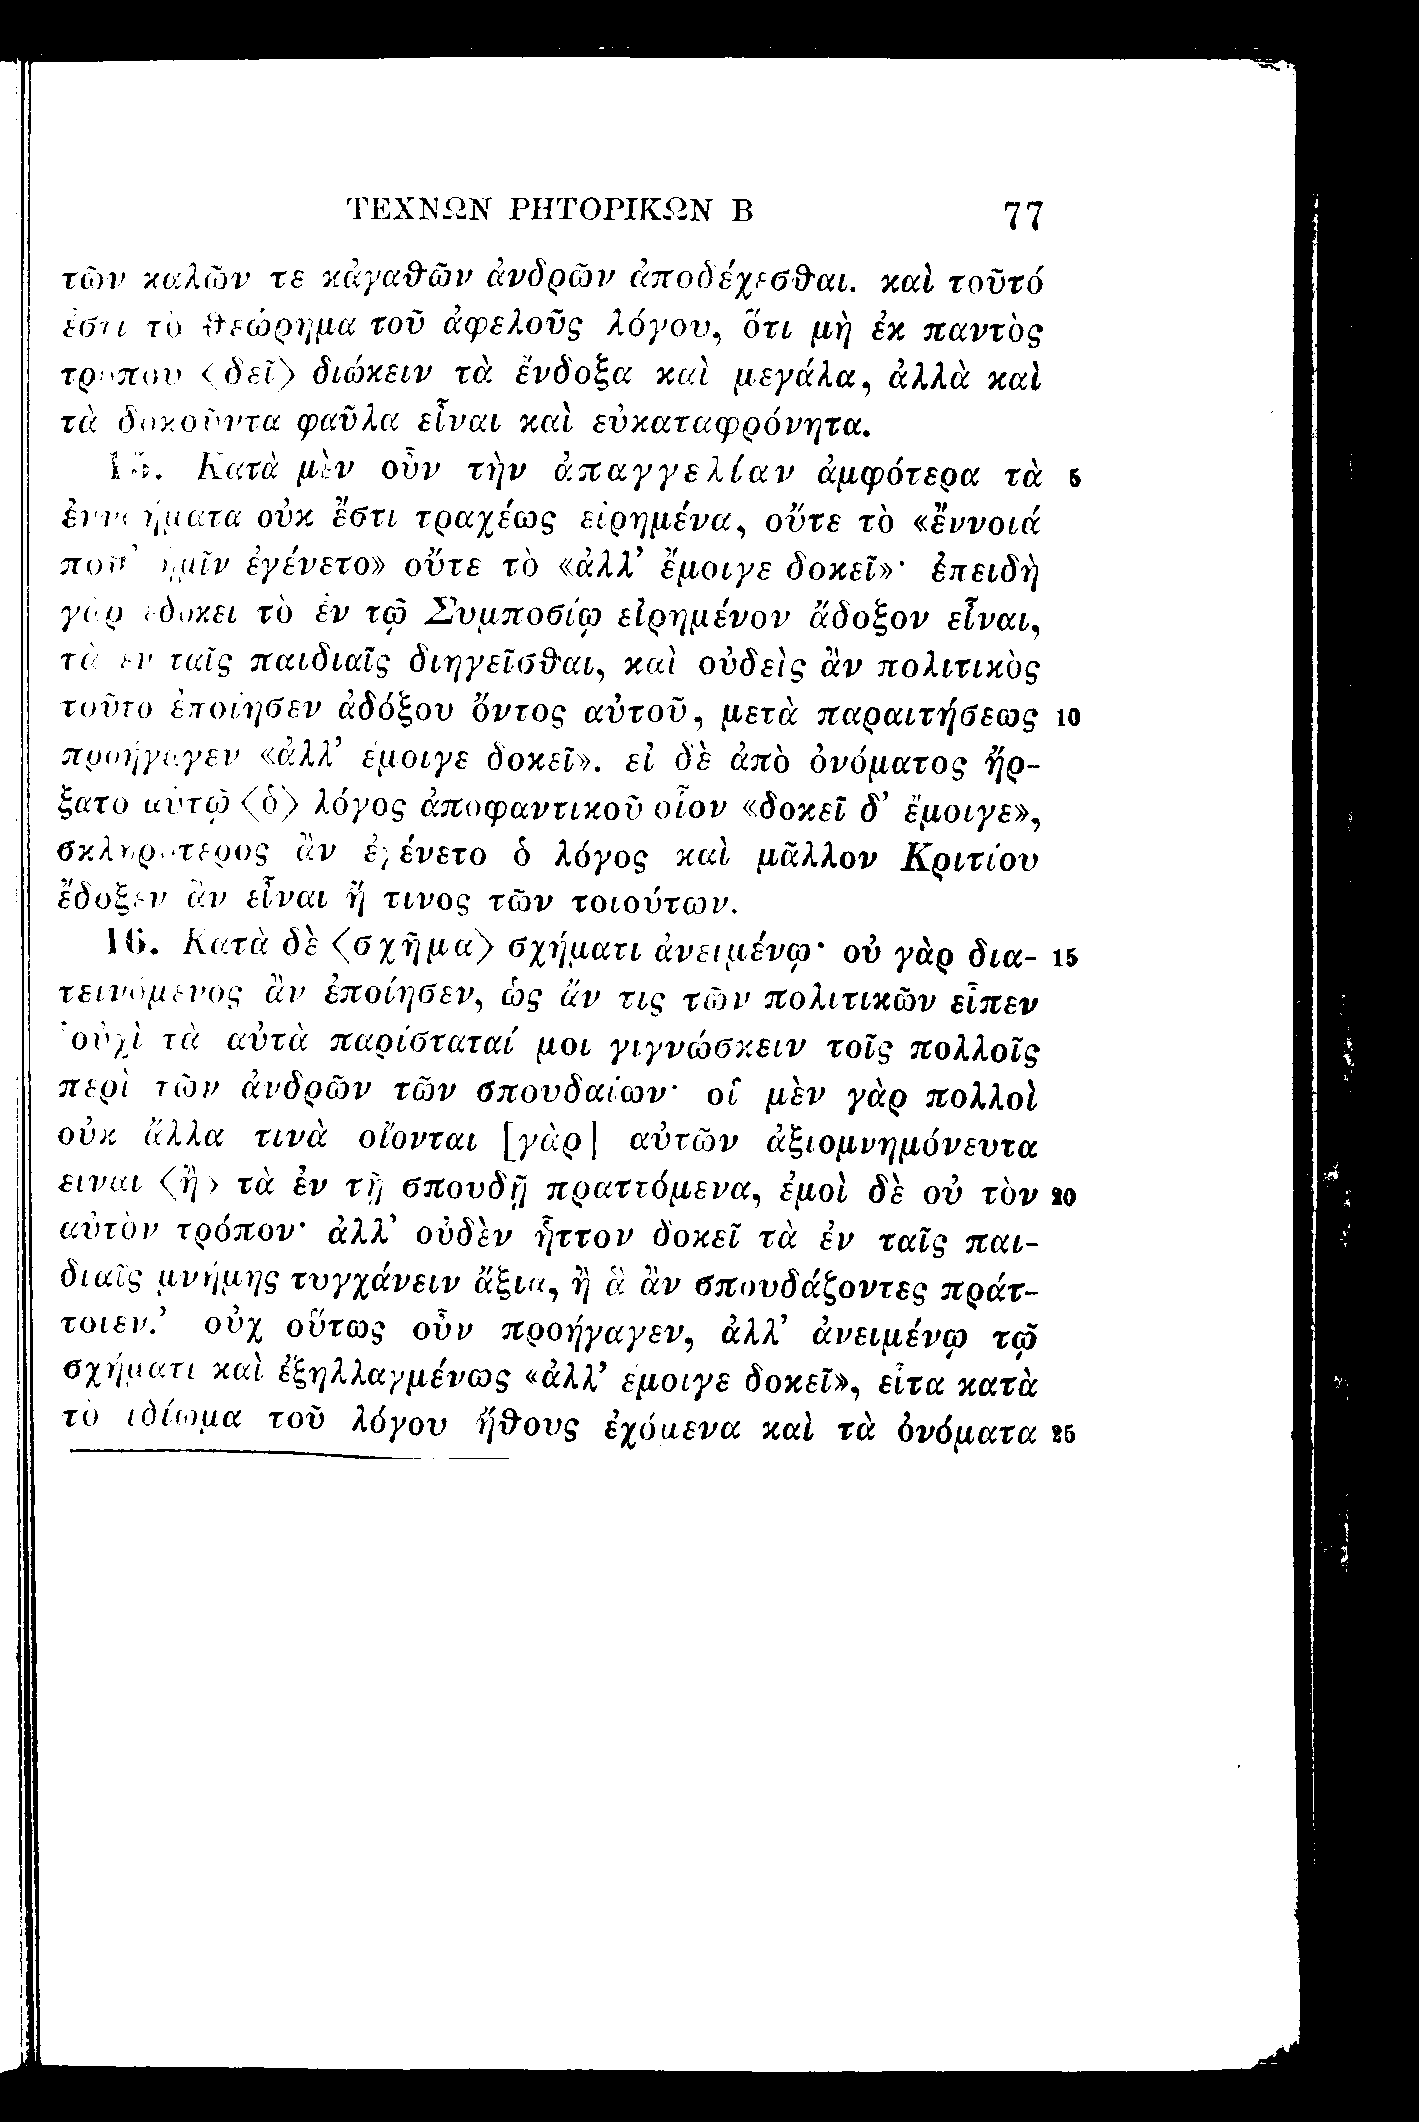 ΤΕΧΝΩΝ ΡΗΤΟΡΙΚΩΝ Β 77
τῶν καλῶν τε κἀγαθῶν ἀνδρῶν ἀποδέχεσθαι. καὶ τοῦτό
ἐστι τὸ θεώρημα τοῦ ἀφελοῦς λόγου, ὅτι μὴ ἐκ παντὸς
τρόπου <δεῖ> διώκειν τὰ ἔνδοξα καὶ μεγάλα, ἀλλὰ καὶ
τὰ δοκοῦντα φαῦλα εἶναι καὶ εὐκαταφρόνητα.
15. Κατὰ μὲν οὖν τὴν ἀπαγγελίαν ἀμφότερα τὰ 5
ἐννοήματα οὐκ ἔστι τραχέως εἰρημένα, οὔτε τὸ «ἔννοιά
ποθ' ἡμῖν ἐγένετο» οὔτε τὸ «ἀλλ' ἔμοιγε δοκεῖ»· ἐπειδὴ
γὰρ ἐδόκει τὸ ἐν τῷ Συμποσίῳ εἰρημένον ἄδοξον εἶναι,
τὰ ἐν ταῖς παιδιαῖς διηγεῖσθαι, καὶ οὐδεὶς ἂν πολιτικὸς
τοῦτο ἐποίησεν ἀδόξου ὄντος αὐτοῦ, μετὰ παραιτήσεως 10
προήγαγεν «ἀλλ' ἔμοιγε δοκεῖ». εἰ δὲ ἀπὸ ὀνόματος ἤρ-
ξατο αὐτῷ <ὁ> λόγος ἀποφαντικοῦ οἷον «δοκεῖ δ' ἔμοιγε»,
σκληρότερος ἂν ἐγένετο ὁ λόγος καὶ μᾶλλον Κριτίου
ἔδοξεν ἂν εἶναι ἤ τινος τῶν τοιούτων.
16. Κατὰ δὲ <σχῆμα> σχήματι ἀνειμένῳ· οὐ γὰρ δια- 15
τεινόμενος ἂν ἐποίησεν, ὡς ἄν τις τῶν πολιτικῶν εἶπεν
'οὐχὶ τὰ αὐτὰ παρίσταταί μοι γιγνώσκειν τοῖς πολλοῖς
περὶ τῶν ἀνδρῶν τῶν σπουδαίων· οἱ μὲν γὰρ πολλοὶ
οὐκ ἄλλα τινὰ οἴονται [γὰρ] αὐτῶν ἀξιομνημόνευτα
εἶναι <ἢ> τὰ ἐν τῇ σπουδῇ πραττόμενα, ἐμοὶ δὲ οὐ τὸν 20
αὐτὸν τρόπον· ἀλλ' οὐδὲν ἧττον δοκεῖ τὰ ἐν ταῖς παι-
διαῖς μνήμης τυγχάνειν ἄξια, ἢ ἃ ἂν σπουδάζοντες πράτ-
τοιεν.' οὐχ οὕτως οὖν προήγαγεν, ἀλλ' ἀνειμένῳ τῷ
σχήματι καὶ ἐξηλλαγμένως «ἀλλ' ἔμοιγε δοκεῖ», εἶτα κατὰ
τὸ ἰδίωμα τοῦ λόγου ἤθους ἐχόμενα καὶ τὰ ὀνόματα 25